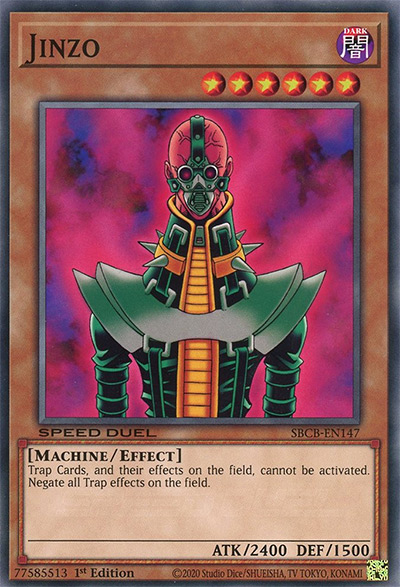 JINZO
DARK
闇
SPEED DUEL
SBCB-EN147
[MACHINE/EFFECT]
Trap Cards, and their effects on the field, cannot be activated.
Negate all Trap effects on the field.
ATK/2400 DEF/1500
77585513 1st Edition ©2020 Studio Dice/SHUEISHA, TV TOKYO, KONAMI